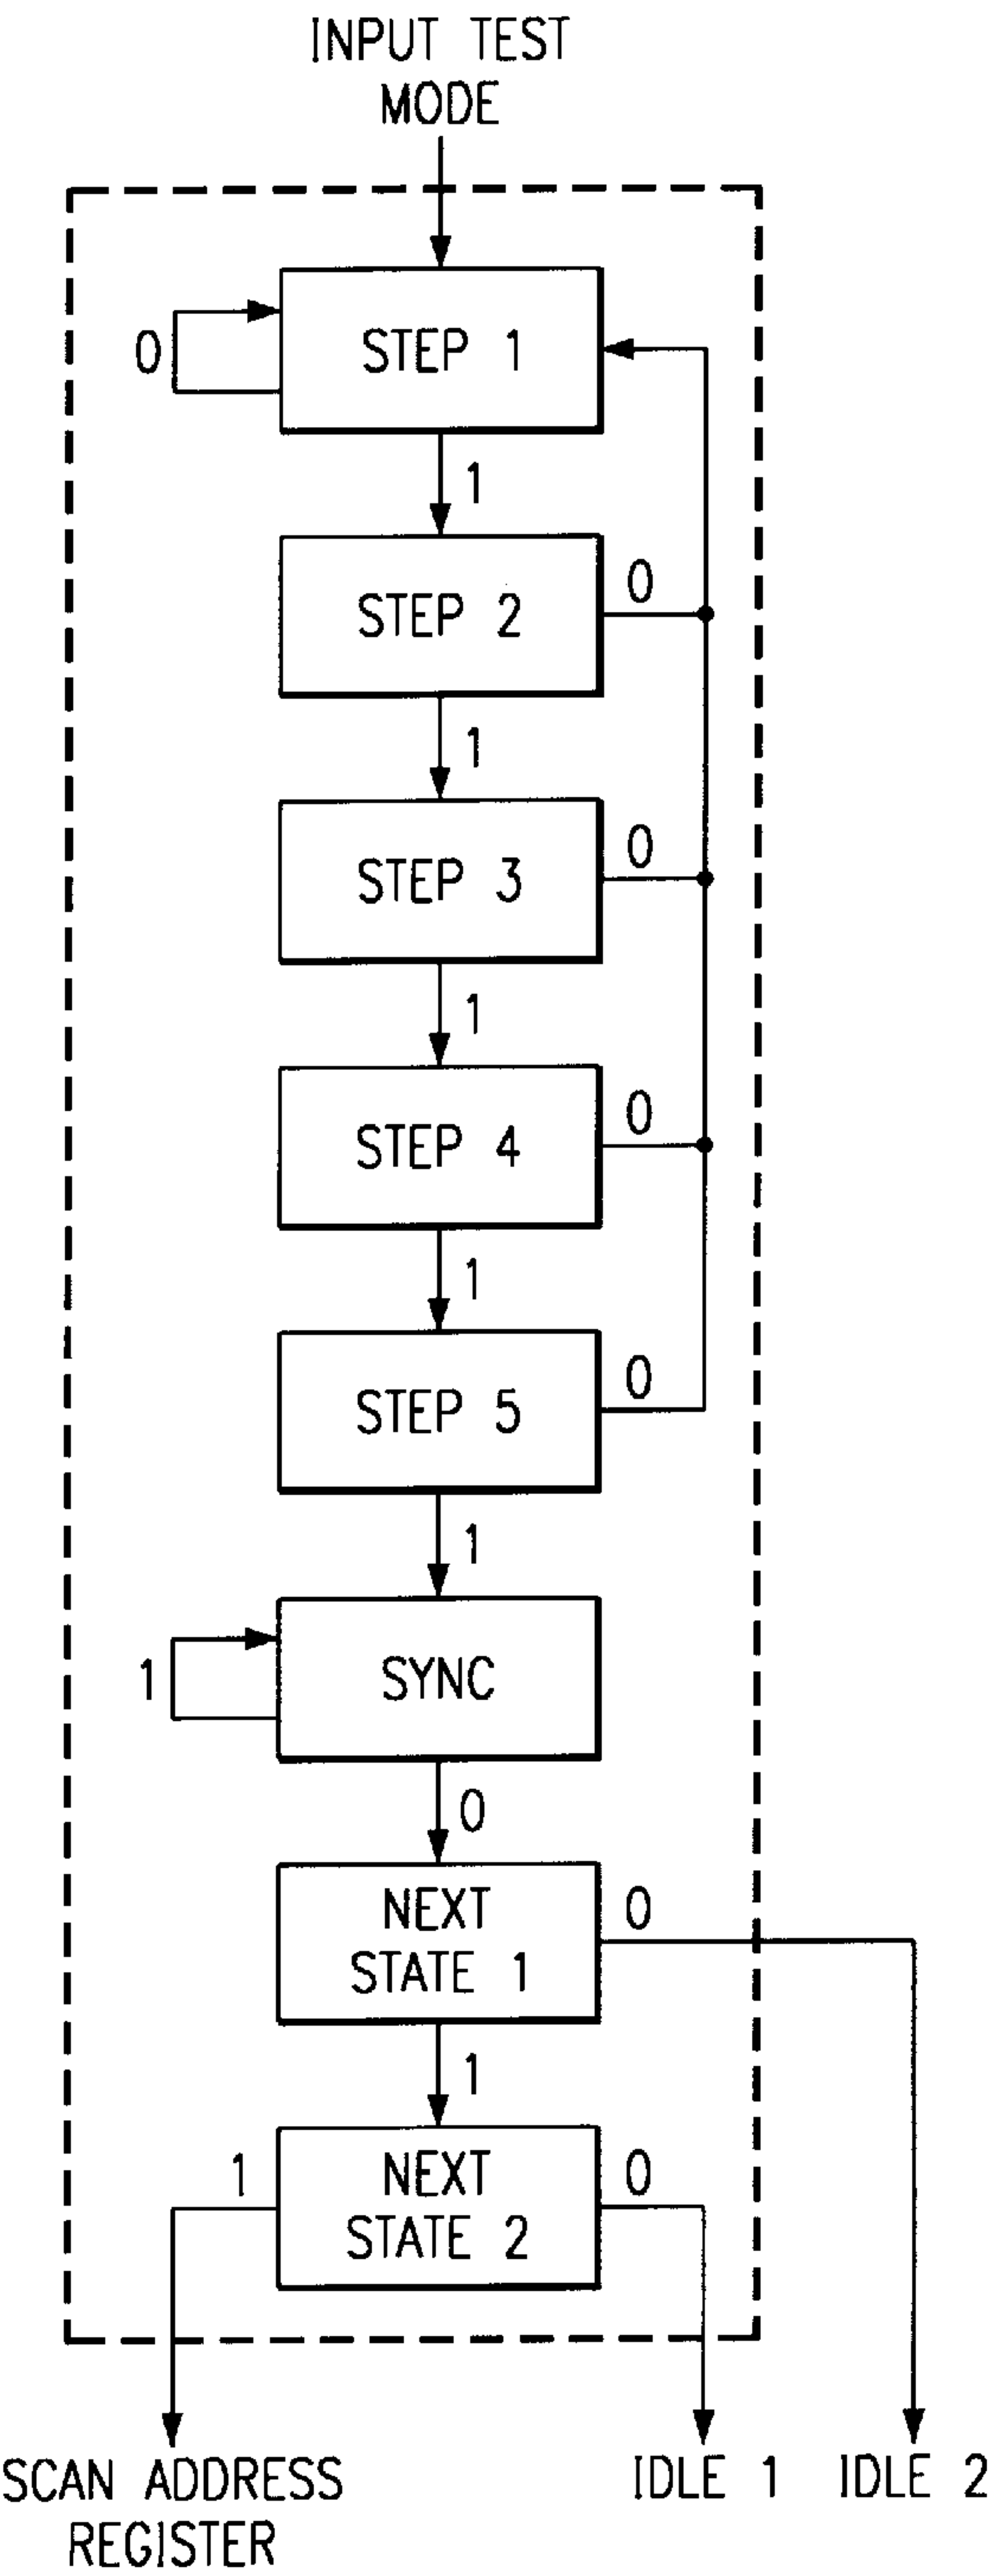 INPUT TEST
MODE
0
STEP 1
1
STEP 2
0
1
STEP 3
0
1
STEP 4
0
1
STEP 5
0
1
1
SYNC
0
NEXT
STATE 1
0
1
1
NEXT
STATE 2
0
SCAN ADDRESS
REGISTER
IDLE 1
IDLE 2